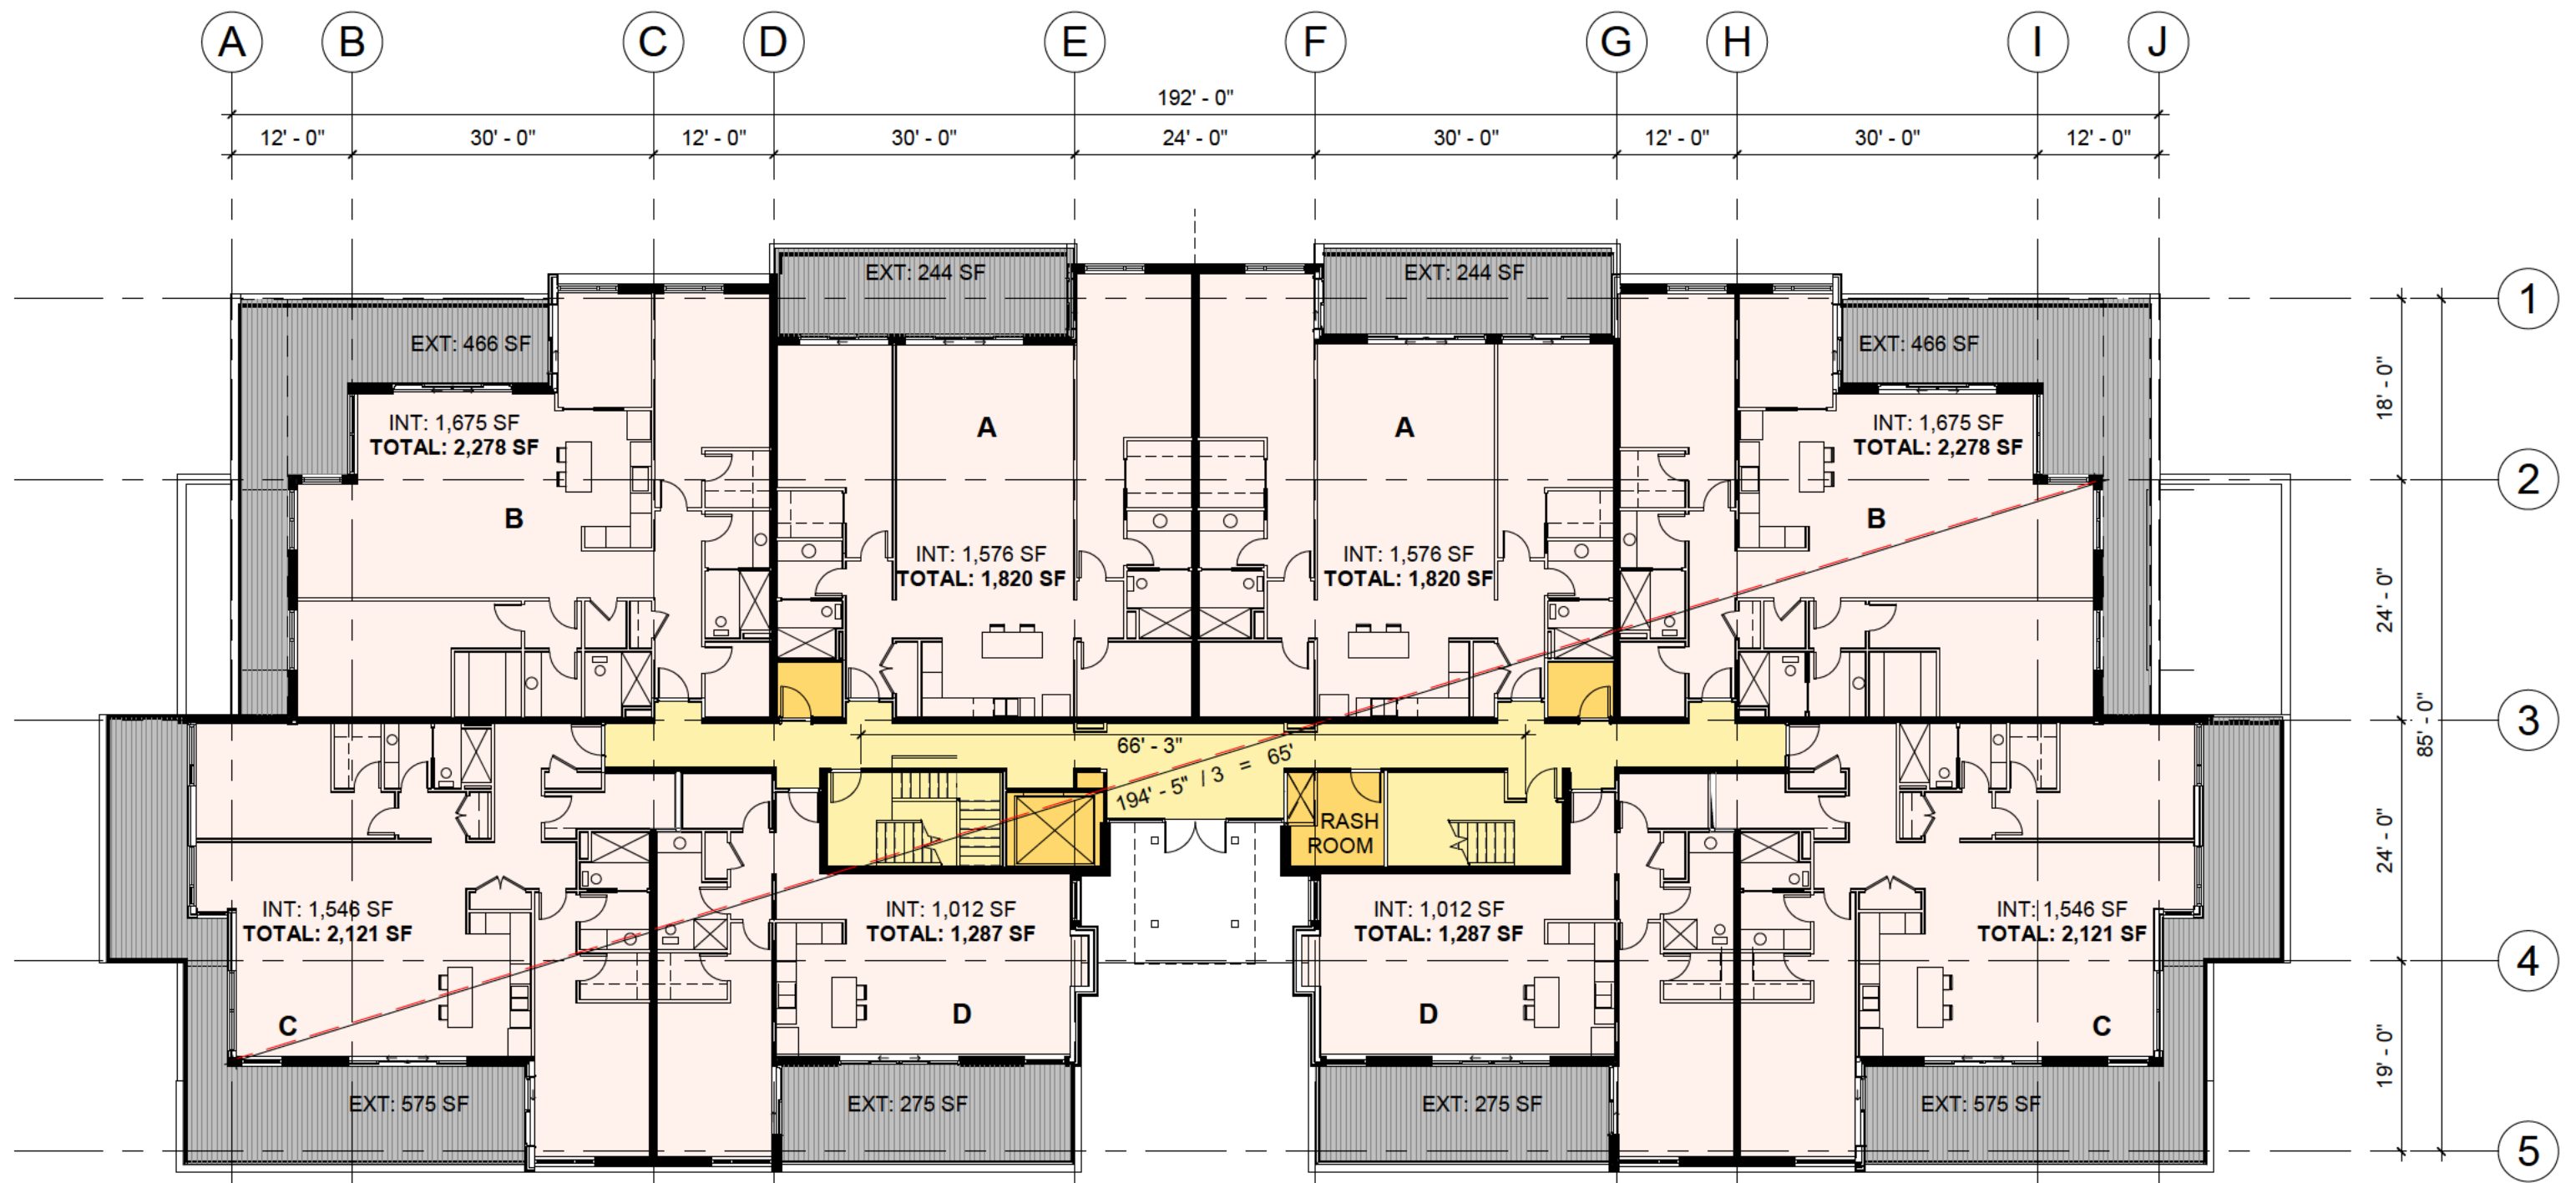 A B C D E F G H I J
192' - 0"
12' - 0" 30' - 0" 12' - 0" 30' - 0" 24' - 0" 30' - 0" 12' - 0" 30' - 0" 12' - 0"
EXT: 244 SF
EXT: 244 SF
1
EXT: 466 SF
EXT: 466 SF
18' - 0"
INT: 1,675 SF
TOTAL: 2,278 SF
A
A
INT: 1,675 SF
TOTAL: 2,278 SF
2
B
B
INT: 1,576 SF
TOTAL: 1,820 SF
INT: 1,576 SF
TOTAL: 1,820 SF
24' - 0"
3
85' - 0"
66' - 3"
194' - 5" / 3 = 65'
RASH
ROOM
24' - 0"
INT: 1,546 SF
TOTAL: 2,121 SF
INT: 1,012 SF
TOTAL: 1,287 SF
INT: 1,012 SF
TOTAL: 1,287 SF
INT: 1,546 SF
TOTAL: 2,121 SF
4
C
D
D
C
19' - 0"
EXT: 575 SF
EXT: 275 SF
EXT: 275 SF
EXT: 575 SF
5